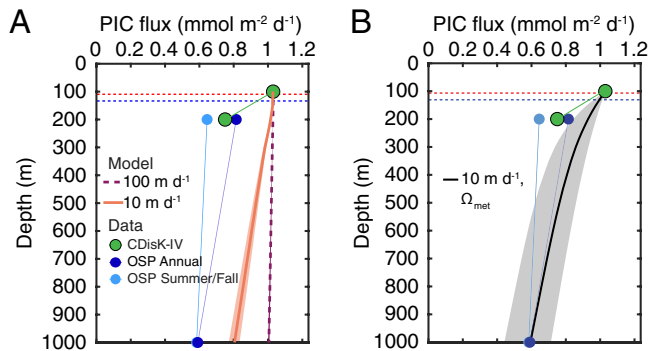 A
PIC flux (mmol m-2 d-1)
0 0.2 0.4 0.6 0.8 1 1.2
0
100
200
300
400
500
600
700
800
900
1000
Depth (m)
Model
100 m d-1
10 m d-1
Data
CDisK-IV
OSP Annual
OSP Summer/Fall
B
PIC flux (mmol m-2 d-1)
0 0.2 0.4 0.6 0.8 1 1.2
0
100
200
300
400
500
600
700
800
900
1000
Depth (m)
10 m d-1,
Ωmet